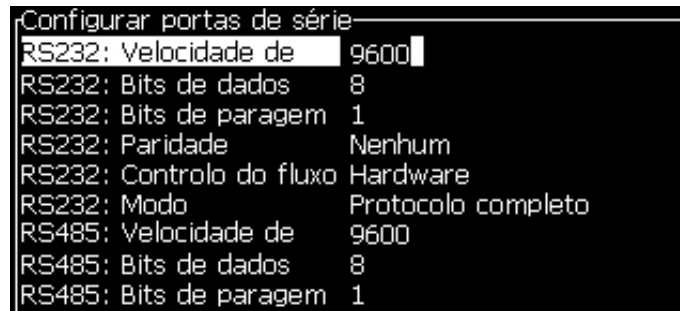 Configurar portas de série
RS232: Velocidade de 9600
RS232: Bits de dados 8
RS232: Bits de paragem 1
RS232: Paridade Nenhum
RS232: Controlo do fluxo Hardware
RS232: Modo Protocolo completo
RS485: Velocidade de 9600
RS485: Bits de dados 8
RS485: Bits de paragem 1